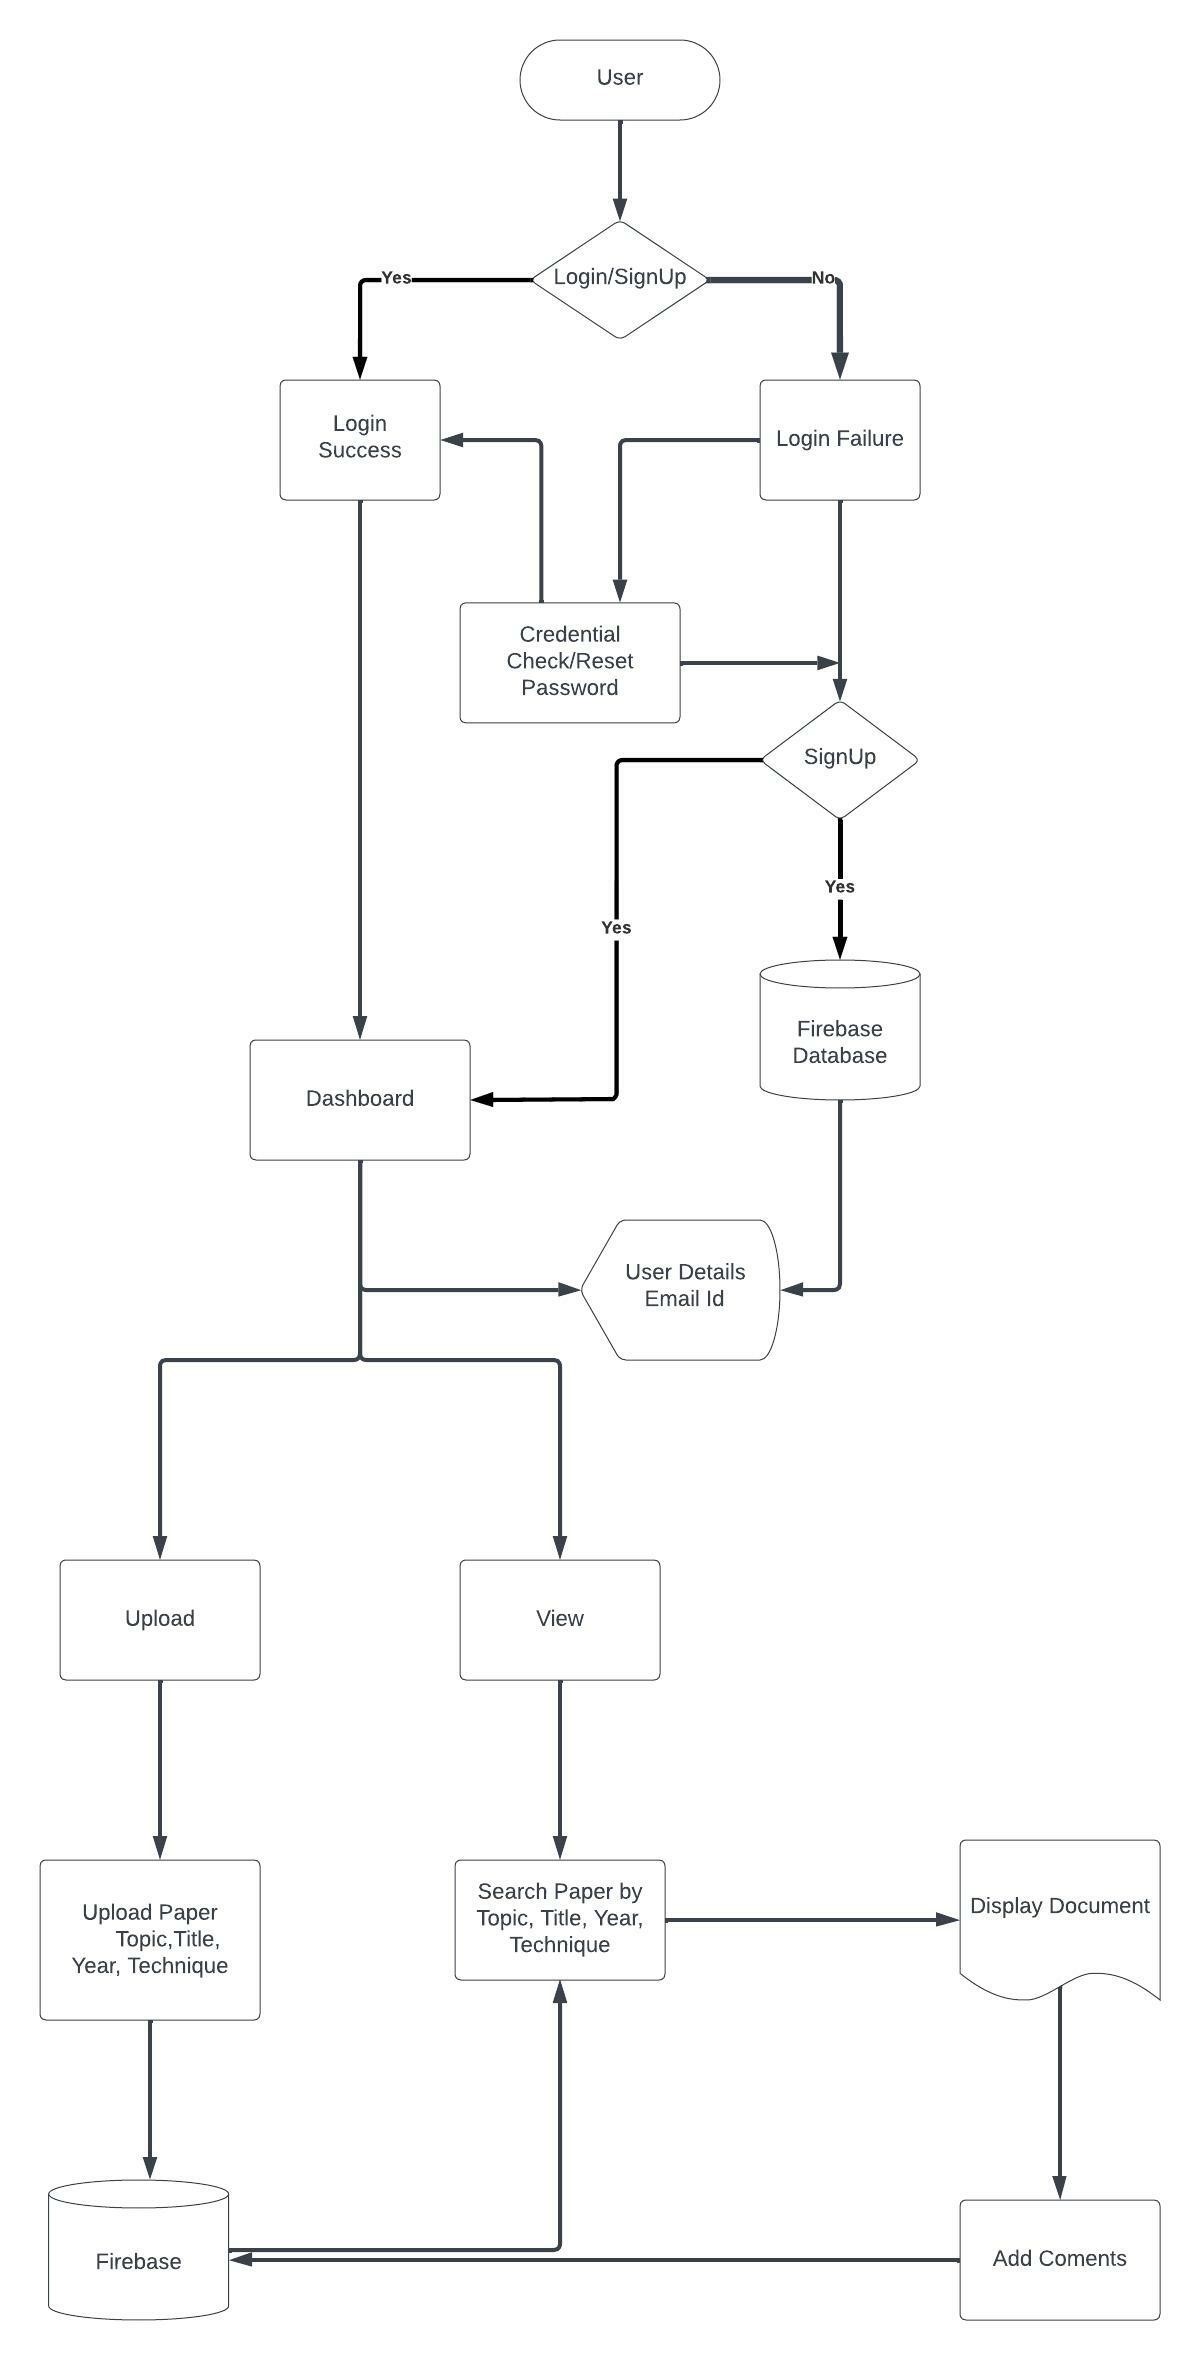 User
Login/SignUp
Yes
No
Login
Success
Login Failure
Credential
Check/Reset
Password
SignUp
Yes
Yes
Firebase
Database
Dashboard
User Details
Email Id
Upload
View
Upload Paper
Topic,Title,
Year, Technique
Search Paper by
Topic, Title, Year,
Technique
Display Document
Firebase
Add Coments